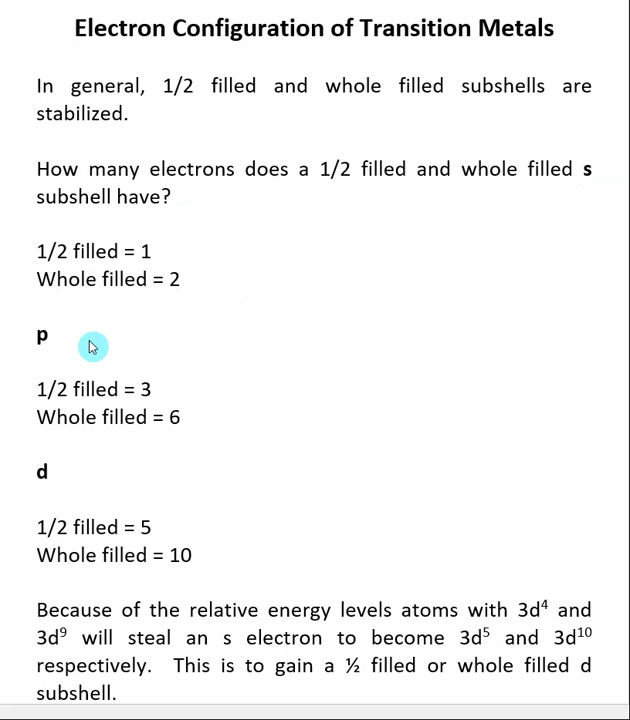 Electron Configuration of Transition Metals
In general, 1/2 filled and whole filled subshells are
stabilized.
How many electrons does a 1/2 filled and whole filled s
subshell have?
1/2 filled = 1
Whole filled = 2
p
1/2 filled = 3
Whole filled = 6
d
1/2 filled = 5
Whole filled = 10
Because of the relative energy levels atoms with 3d⁴ and
3d⁹ will steal an s electron to become 3d⁵ and 3d¹⁰
respectively. This is to gain a ½ filled or whole filled d
subshell.